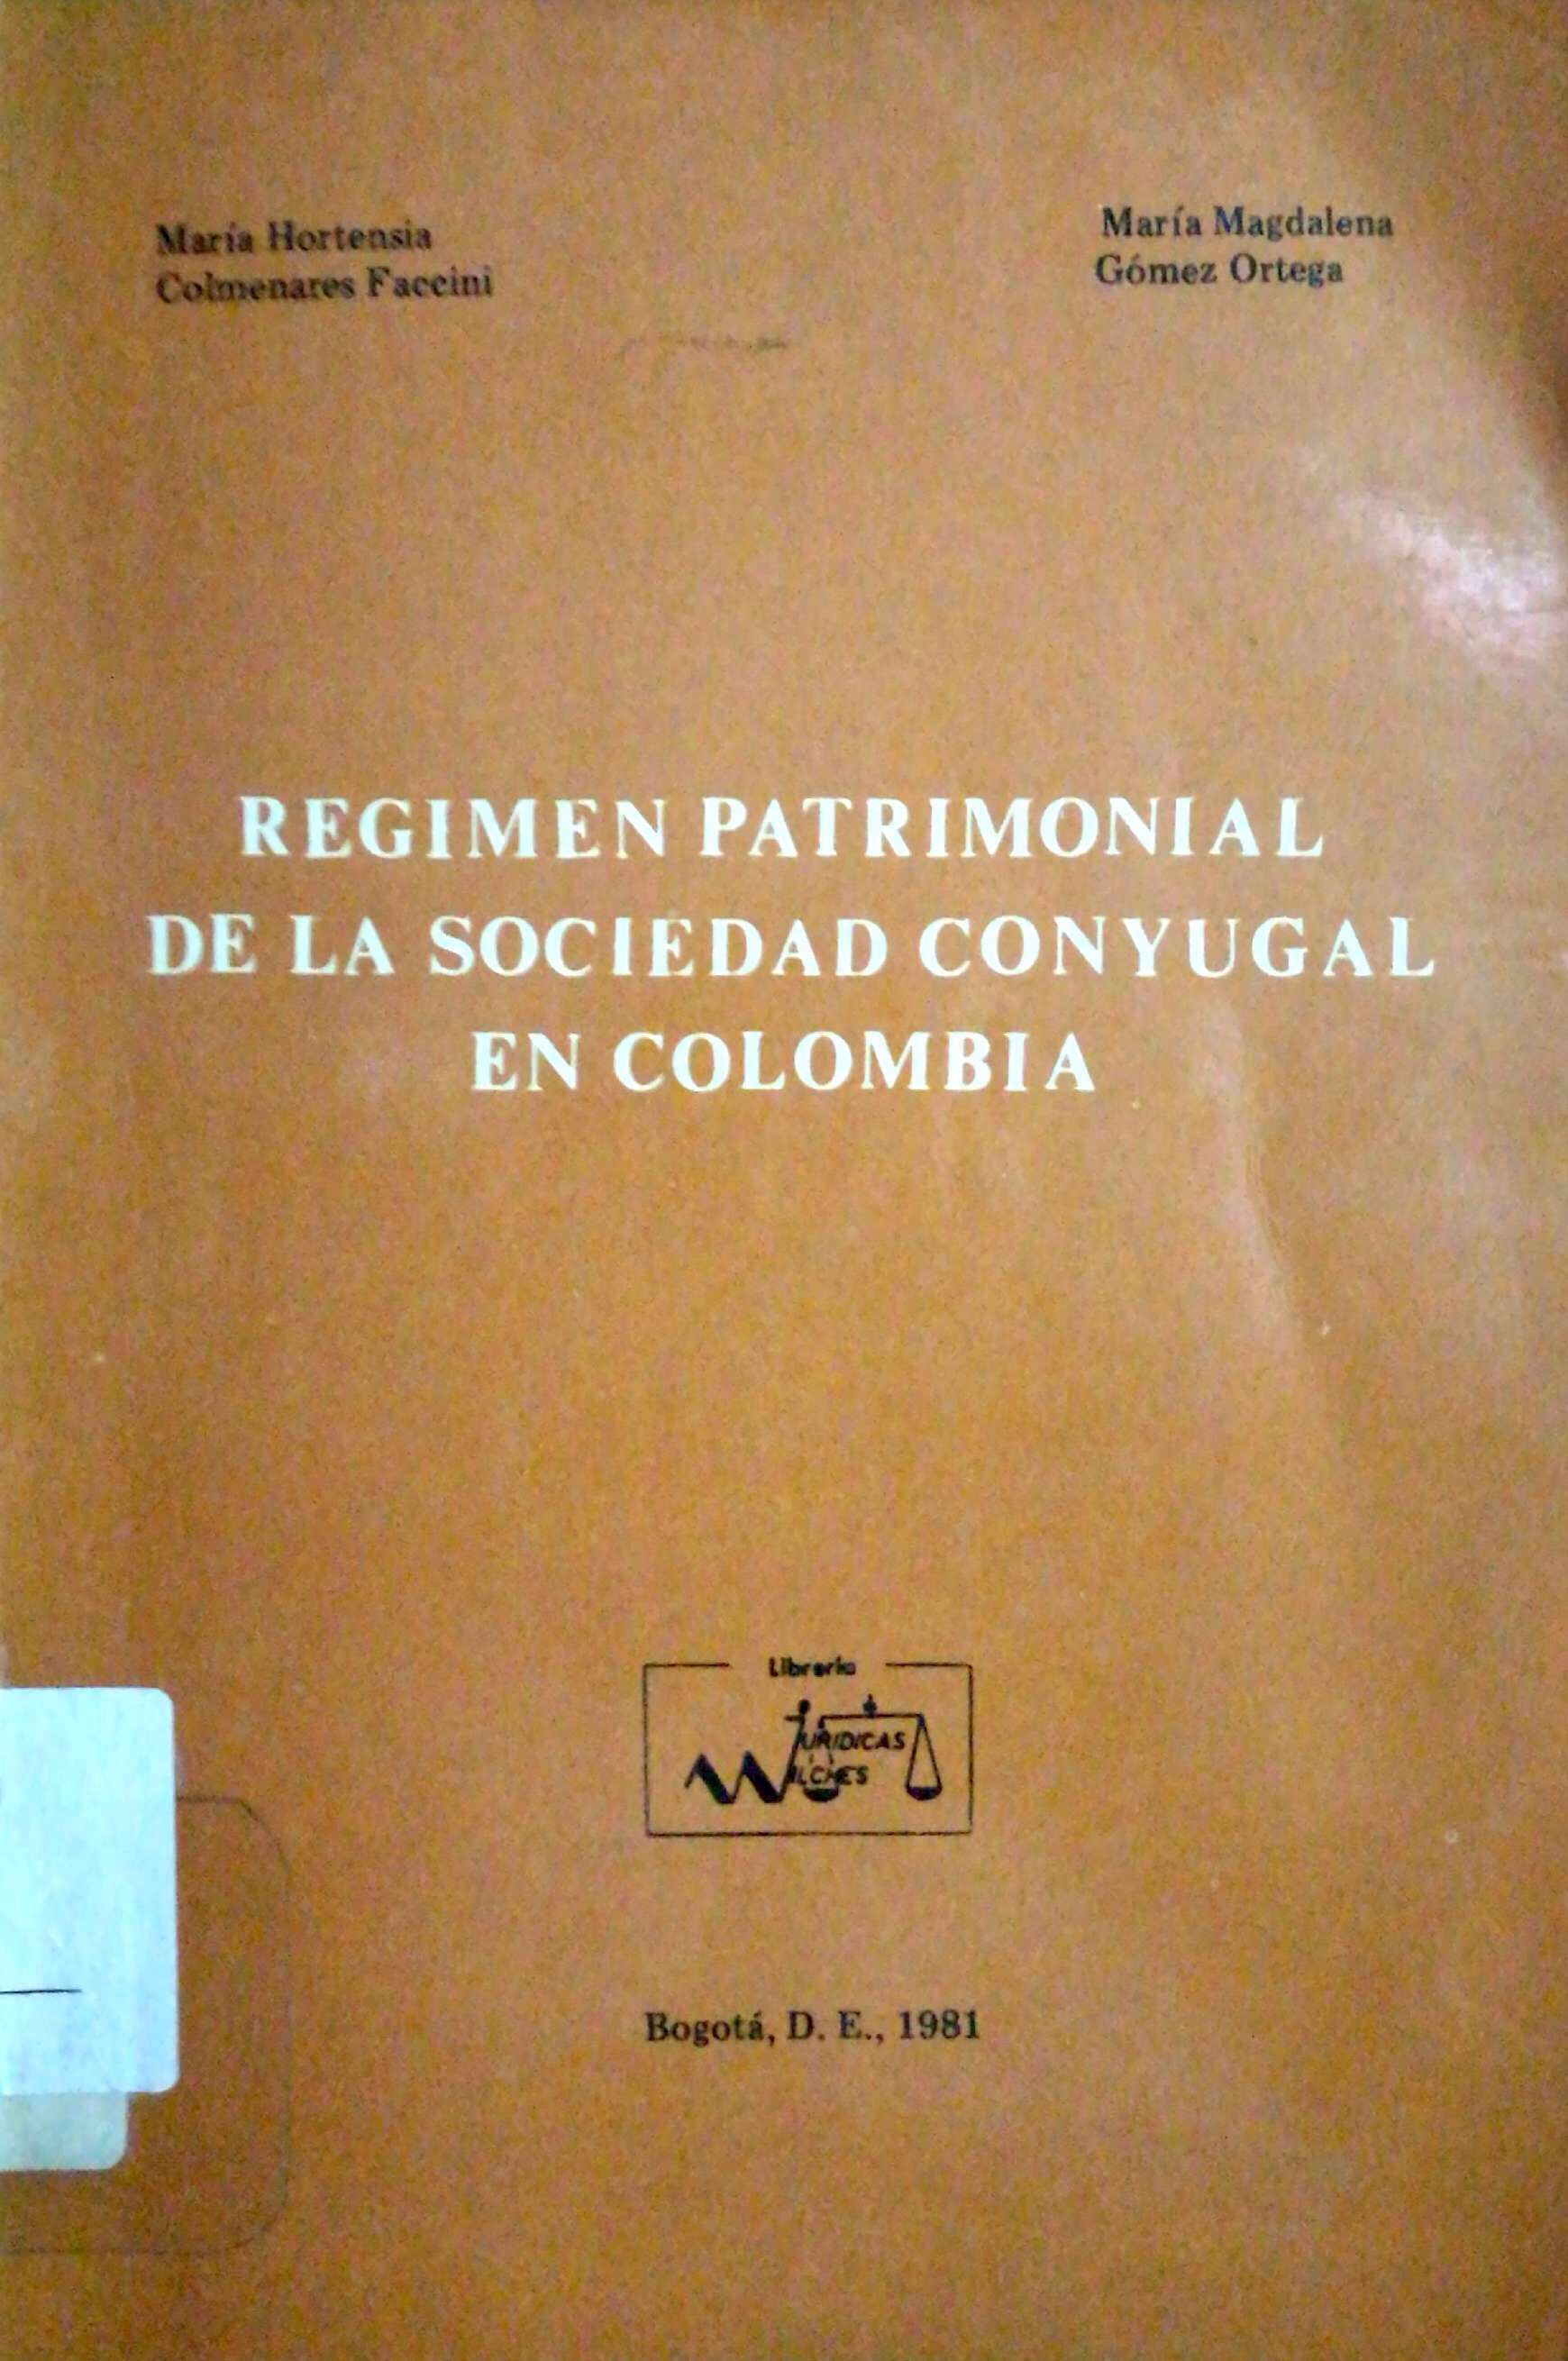 María Hortensia
Colmenares Faccini
María Magdalena
Gómez Ortega
REGIMEN PATRIMONIAL
DE LA SOCIEDAD CONYUGAL
EN COLOMBIA
Librería
JURIDICAS
WILCHES
Bogotá, D. E., 1981